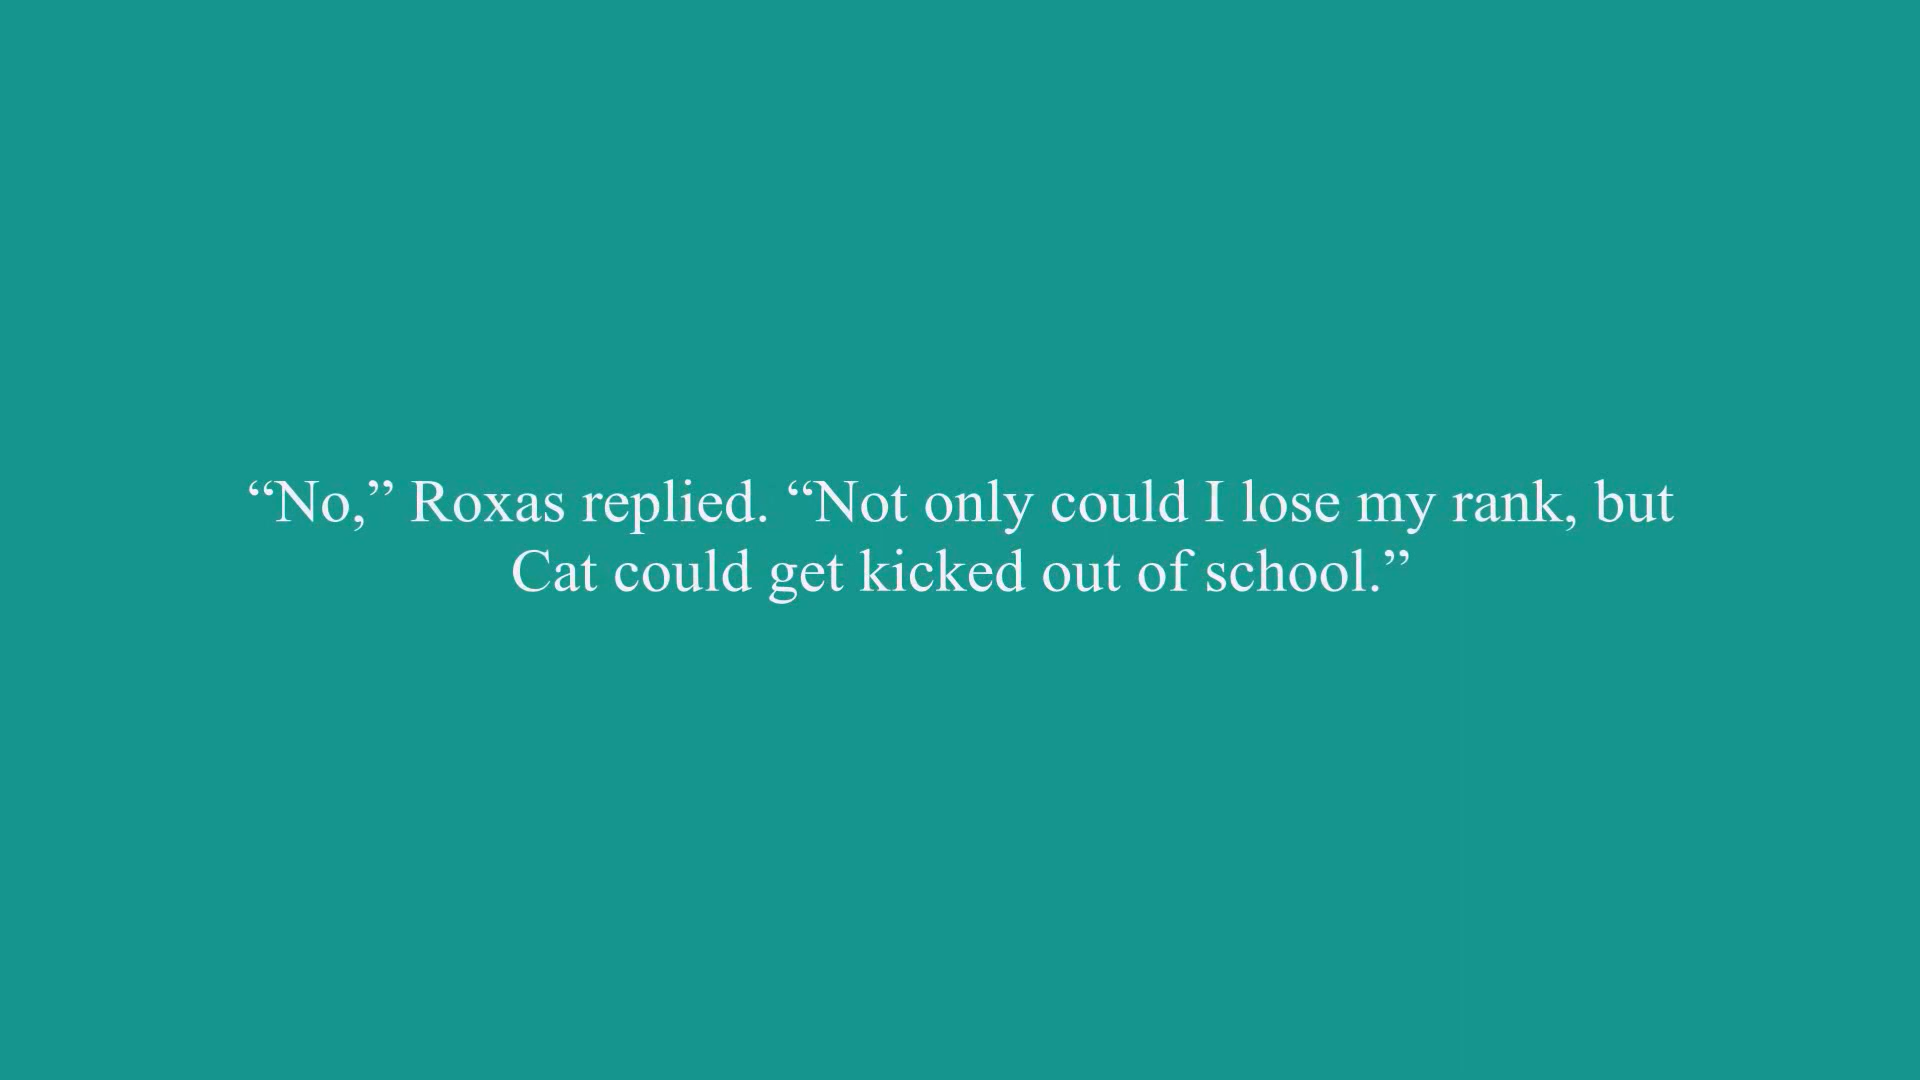 “No,” Roxas replied. “Not only could I lose my rank, but
Cat could get kicked out of school.”